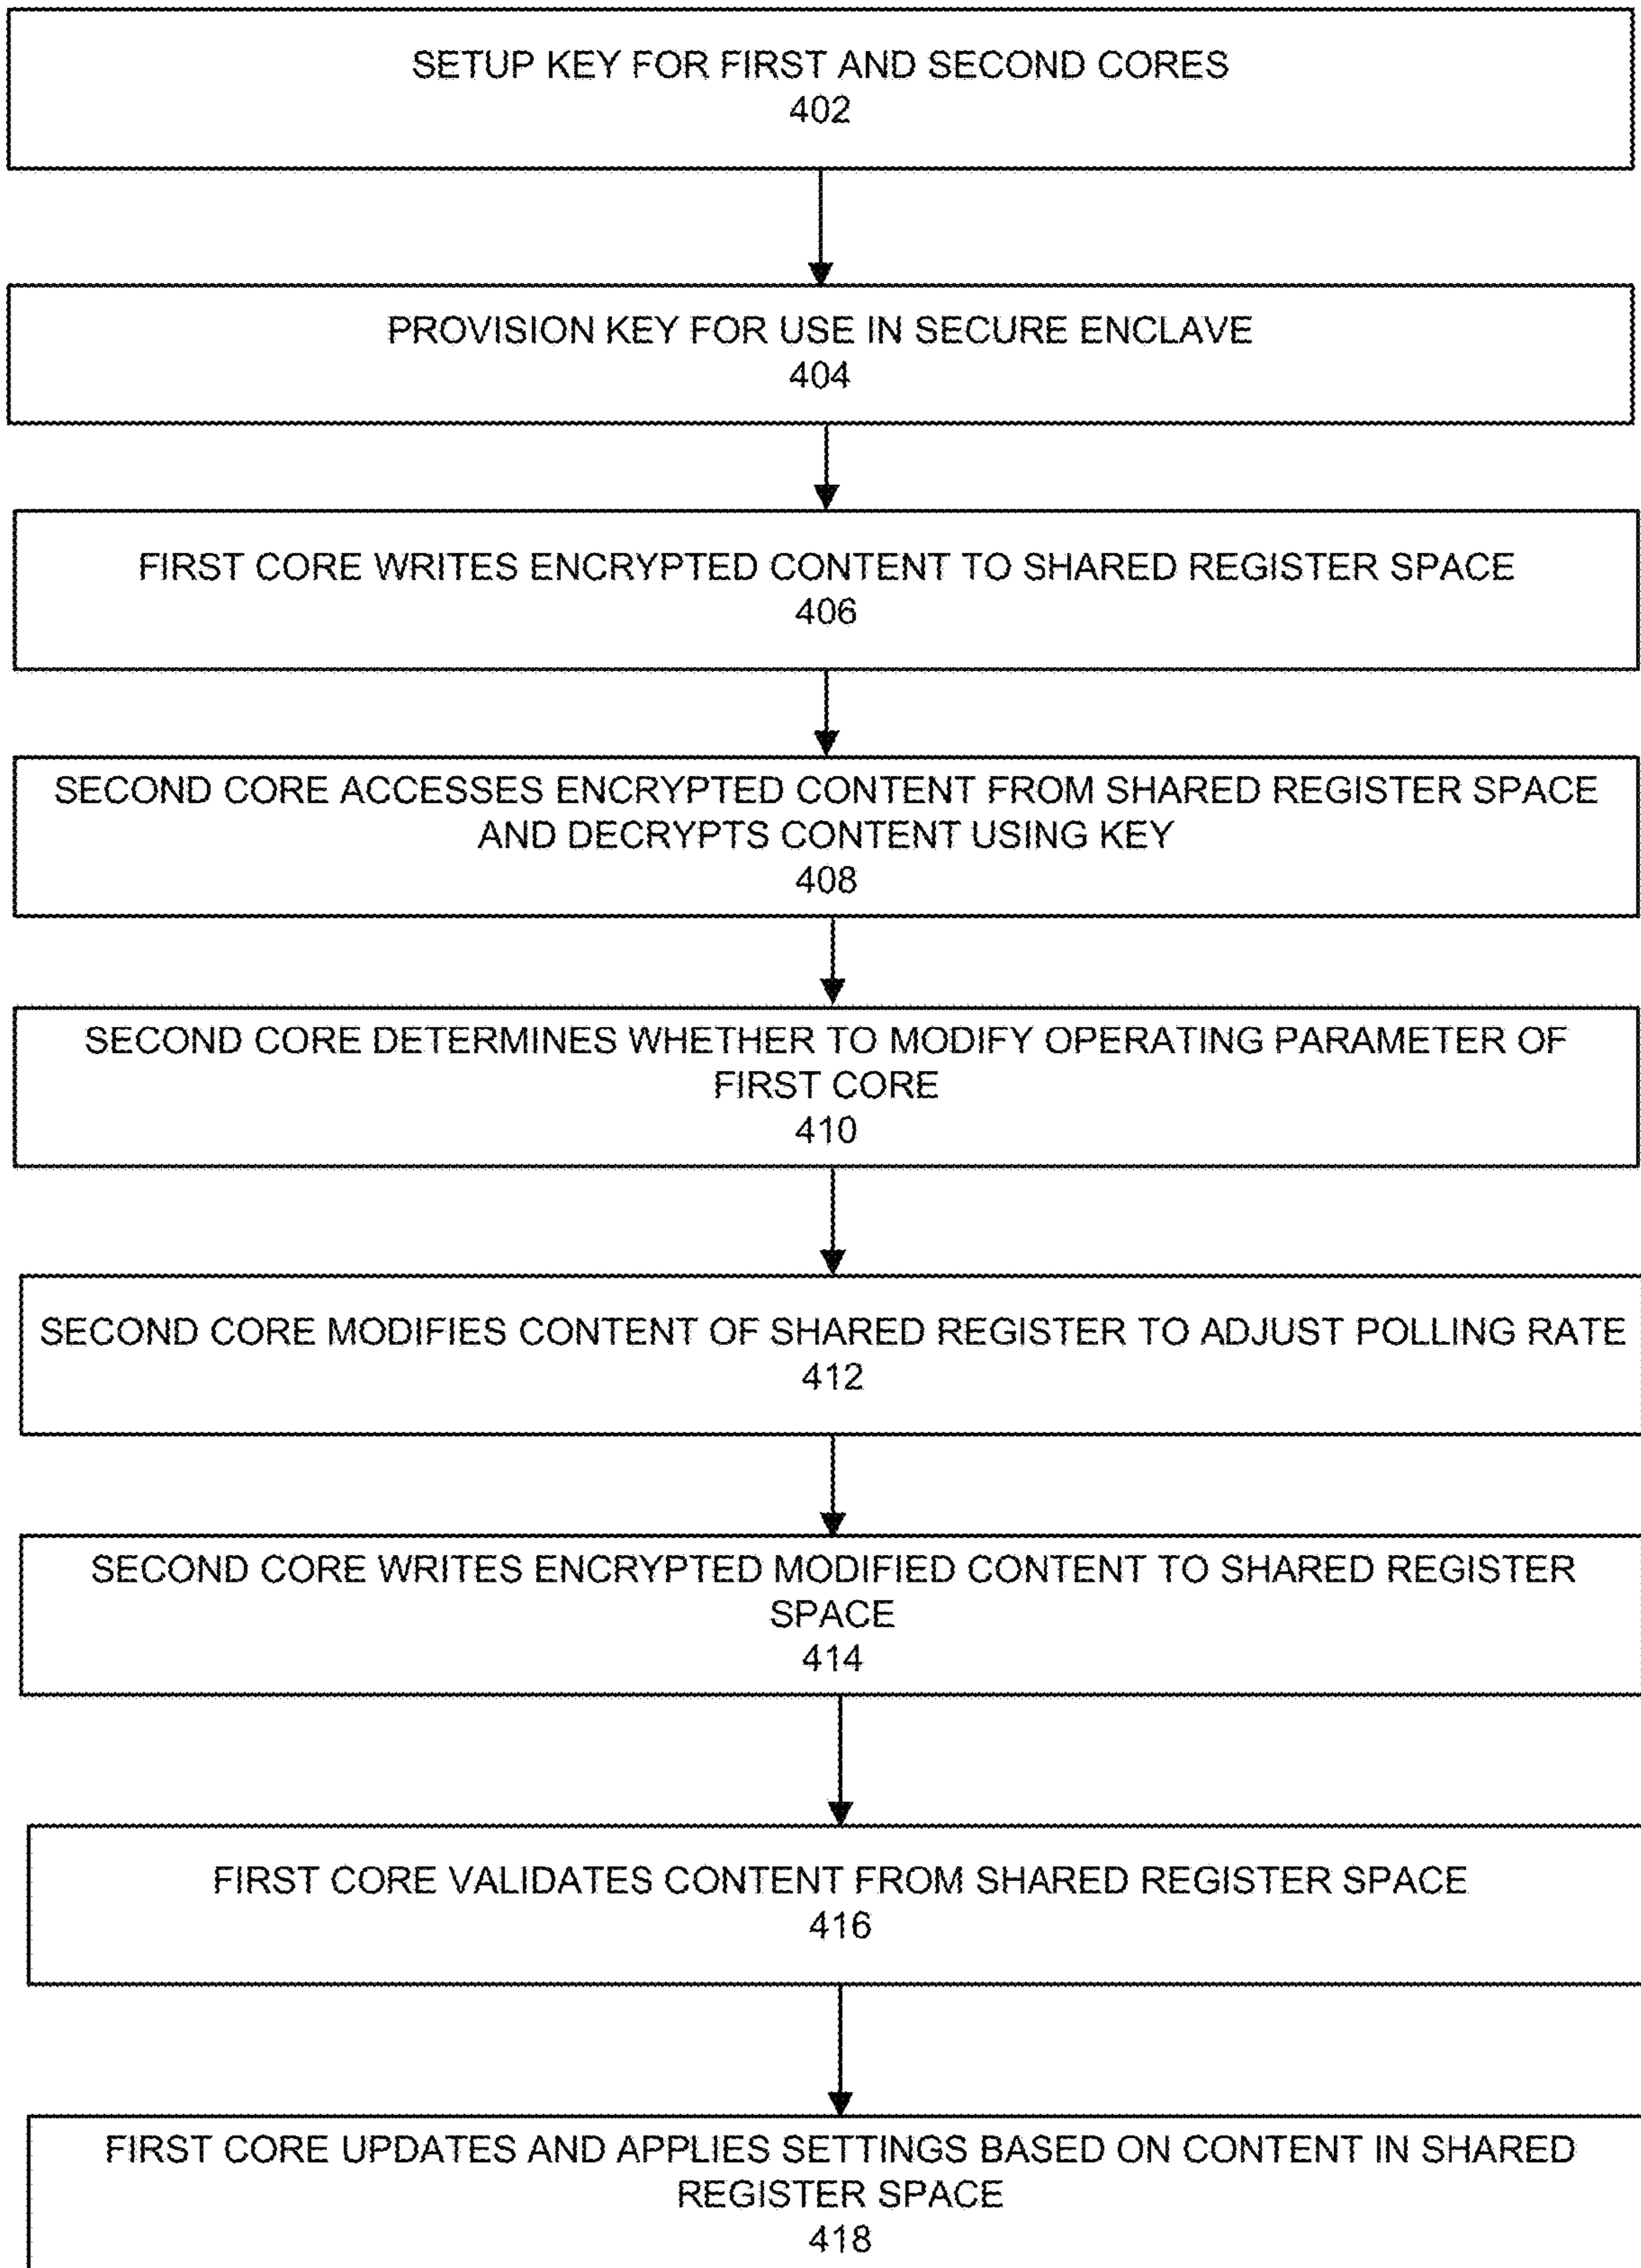 SETUP KEY FOR FIRST AND SECOND CORES
402
PROVISION KEY FOR USE IN SECURE ENCLAVE
404
FIRST CORE WRITES ENCRYPTED CONTENT TO SHARED REGISTER SPACE
406
SECOND CORE ACCESSES ENCRYPTED CONTENT FROM SHARED REGISTER SPACE
AND DECRYPTS CONTENT USING KEY
408
SECOND CORE DETERMINES WHETHER TO MODIFY OPERATING PARAMETER OF
FIRST CORE
410
SECOND CORE MODIFIES CONTENT OF SHARED REGISTER TO ADJUST POLLING RATE
412
SECOND CORE WRITES ENCRYPTED MODIFIED CONTENT TO SHARED REGISTER
SPACE
414
FIRST CORE VALIDATES CONTENT FROM SHARED REGISTER SPACE
416
FIRST CORE UPDATES AND APPLIES SETTINGS BASED ON CONTENT IN SHARED
REGISTER SPACE
418